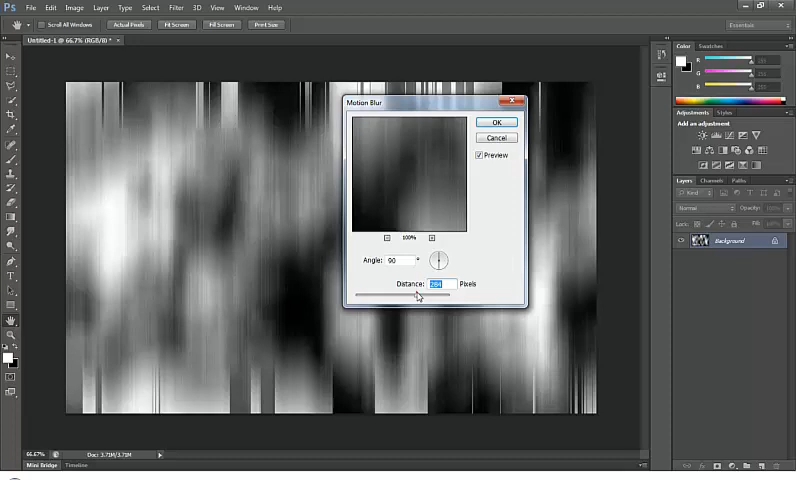 Ps File Edit Image Layer Type Select Filter 3D View Window Help
Scroll All Windows Actual Pixels Fit Screen Fill Screen Print Size Essentials
Untitled-1 @ 66.7% (RGB/8) * ×
Color Swatches
R
G
B
Motion Blur
OK
Cancel
Preview
100%
Angle: 90 °
Distance: 284 Pixels
Adjustments Styles
Add an adjustment
Layers Channels Paths
Kind
Normal Opacity:
Lock: Fill:
Background
66.67% Doc: 3.71M/3.71M
Mini Bridge Timeline